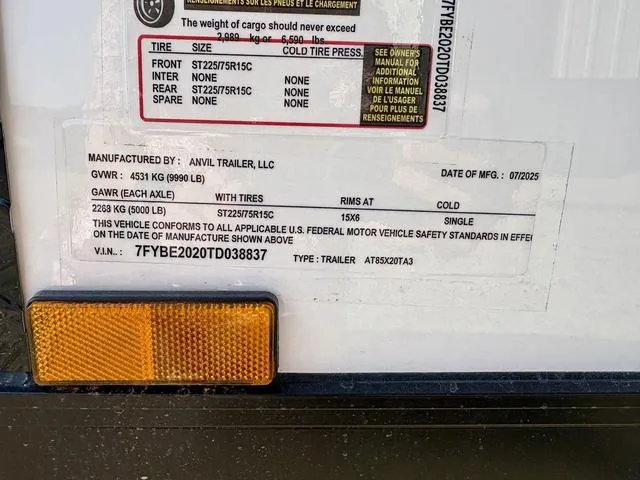 RENSEIGNEMENTS SUR LES PNEUS ET LE CHARGEMENT
The weight of cargo should never exceed
2,989 kg or 6,590 lbs.
TIRE SIZE COLD TIRE PRESS.
FRONT ST225/75R15C
INTER NONE NONE
REAR ST225/75R15C NONE
SPARE NONE NONE
SEE OWNER'S
MANUAL FOR
ADDITIONAL
INFORMATION
VOIR LE MANUEL
DE L'USAGER
POUR PLUS DE
RENSEIGNEMENTS
7FYBE2020TD038837
MANUFACTURED BY: ANVIL TRAILER, LLC
GVWR: 4531 KG (9990 LB) DATE OF MFG.: 07/2025
GAWR (EACH AXLE) WITH TIRES RIMS AT COLD
2268 KG (5000 LB) ST225/75R15C 15X6 SINGLE
THIS VEHICLE CONFORMS TO ALL APPLICABLE U.S. FEDERAL MOTOR VEHICLE SAFETY STANDARDS IN EFFEC
ON THE DATE OF MANUFACTURE SHOWN ABOVE
V.I.N..: 7FYBE2020TD038837 TYPE: TRAILER AT85X20TA3